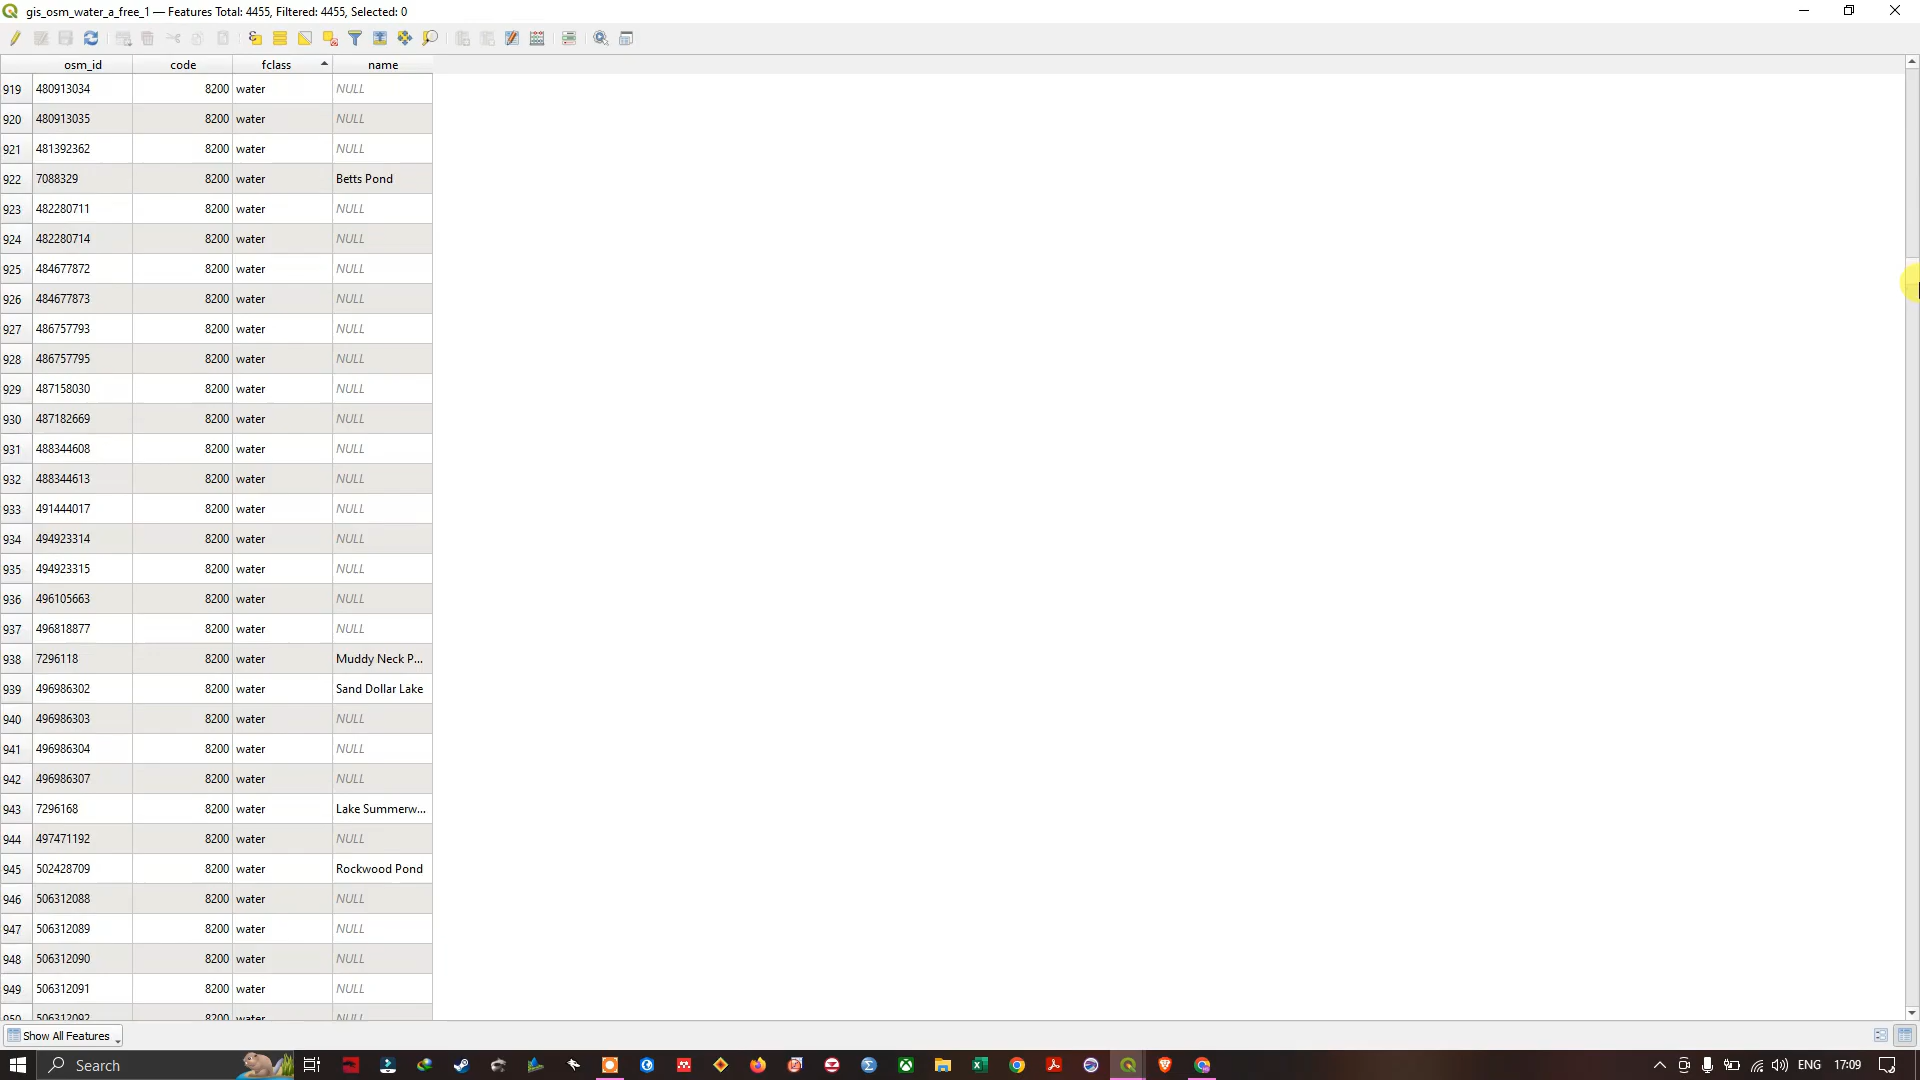 gis_osm_water_a_free_1 — Features Total: 4455, Filtered: 4455, Selected: 0
osm_id code fclass name
919 480913034 8200 water NULL
920 480913035 8200 water NULL
921 481392362 8200 water NULL
922 7088329 8200 water Betts Pond
923 482280711 8200 water NULL
924 482280714 8200 water NULL
925 484677872 8200 water NULL
926 484677873 8200 water NULL
927 486757793 8200 water NULL
928 486757795 8200 water NULL
929 487158030 8200 water NULL
930 487182669 8200 water NULL
931 488344608 8200 water NULL
932 488344613 8200 water NULL
933 491444017 8200 water NULL
934 494923314 8200 water NULL
935 494923315 8200 water NULL
936 496105663 8200 water NULL
937 496818877 8200 water NULL
938 7296118 8200 water Muddy Neck P...
939 496986302 8200 water Sand Dollar Lake
940 496986303 8200 water NULL
941 496986304 8200 water NULL
942 496986307 8200 water NULL
943 7296168 8200 water Lake Summerw...
944 497471192 8200 water NULL
945 502428709 8200 water Rockwood Pond
946 506312088 8200 water NULL
947 506312089 8200 water NULL
948 506312090 8200 water NULL
949 506312091 8200 water NULL
950 506312092 8200 water NULL
Show All Features
Search ENG 17:09